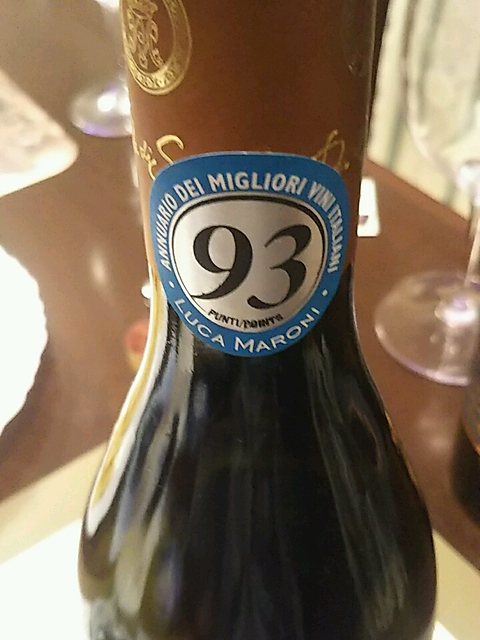 ANNUARIO DEI MIGLIORI VINI ITALIANI
93
PUNTI/POINTS
• LUCA MARONI •